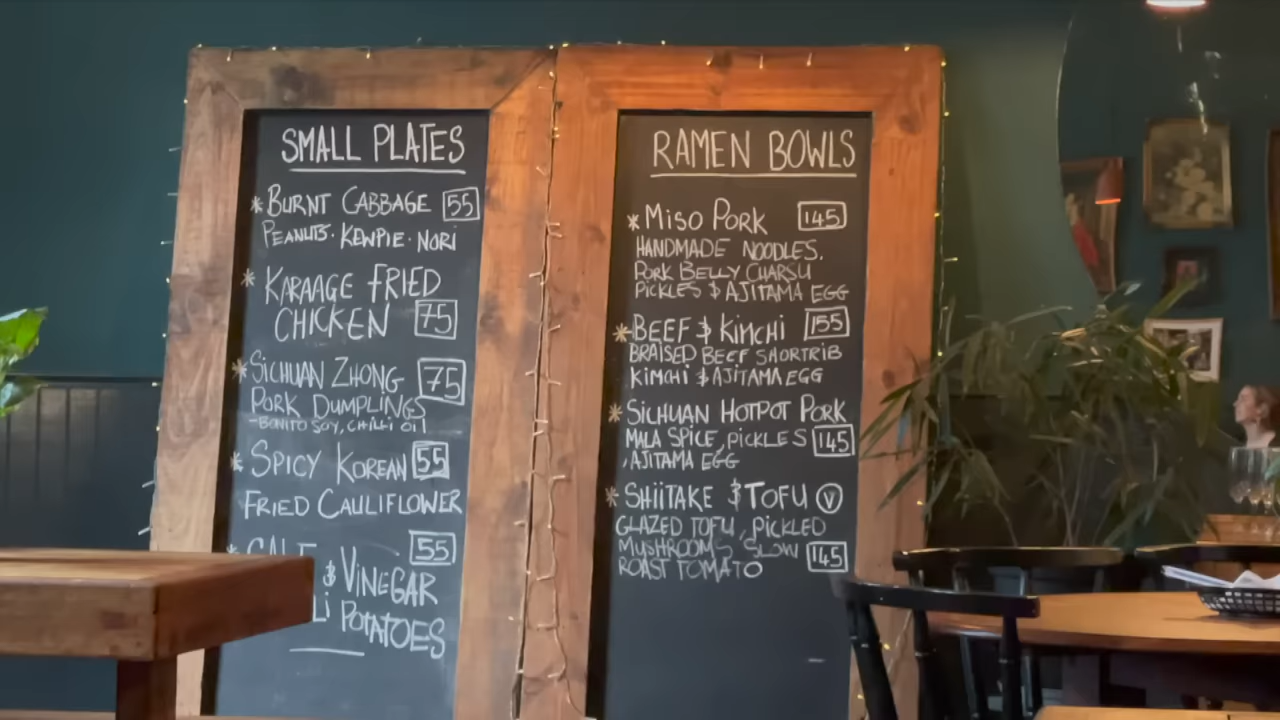 SMALL PLATES
* BURNT CABBAGE 55
PEANUTS · KEWPIE · NORI
* KARAAGE FRIED
CHICKEN 75
* SICHUAN ZHONG 75
PORK DUMPLINGS
- BONITO SOY, CHILLI OIL
* SPICY KOREAN 55
FRIED CAULIFLOWER
55
& VINEGAR
POTATOES
RAMEN BOWLS
* MISO PORK 145
HANDMADE NOODLES,
PORK BELLY CHARSU
PICKLES & AJITAMA EGG
* BEEF & KIMCHI 155
BRAISED BEEF SHORTRIB
KIMCHI & AJITAMA EGG
* SICHUAN HOTPOT PORK
MALA SPICE, PICKLES 145
, AJITAMA EGG
* SHIITAKE & TOFU V
GLAZED TOFU, PICKLED
MUSHROOMS, SLOW
ROAST TOMATO 145